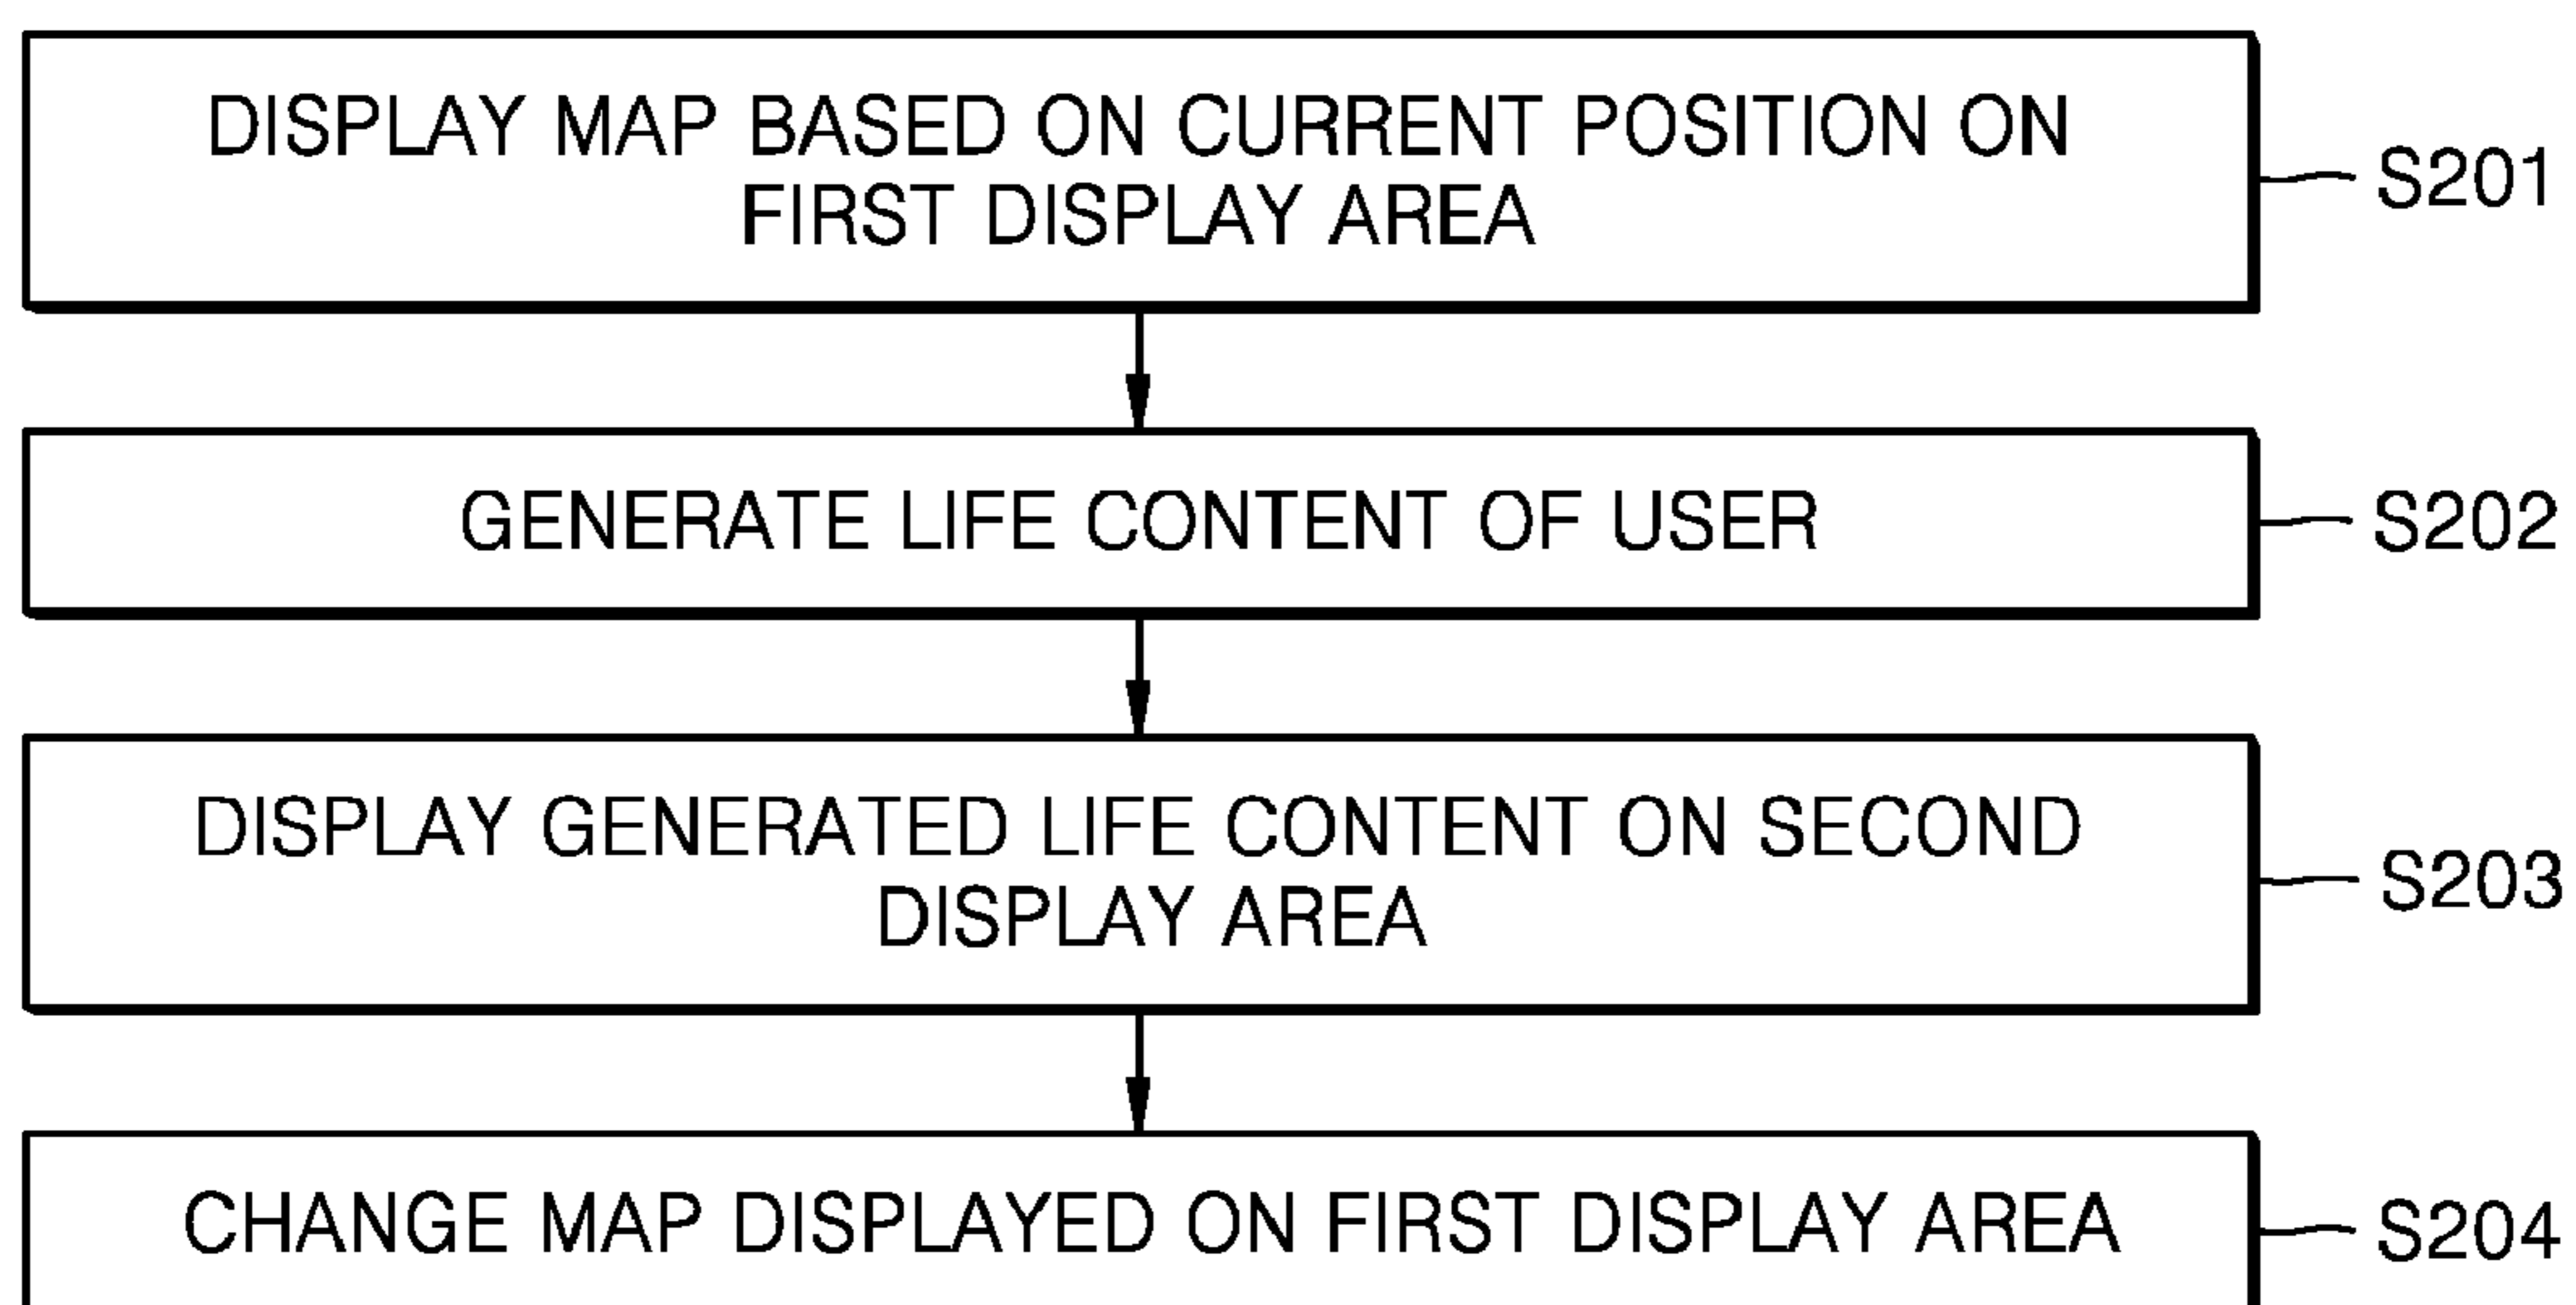 DISPLAY MAP BASED ON CURRENT POSITION ON
FIRST DISPLAY AREA
S201
GENERATE LIFE CONTENT OF USER
S202
DISPLAY GENERATED LIFE CONTENT ON SECOND
DISPLAY AREA
S203
CHANGE MAP DISPLAYED ON FIRST DISPLAY AREA
S204